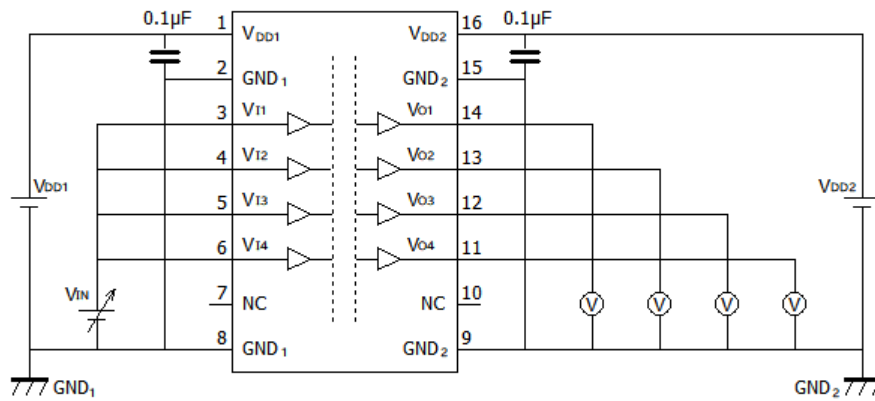 0.1µF 1 VDD1 VDD2 16 0.1µF
2 GND1 GND2 15
3 VI1 VO1 14
4 VI2 VO2 13
VDD1 VDD2
5 VI3 VO3 12
6 VI4 VO4 11
VIN 7 NC NC 10 V V V V
8 GND1 GND2 9
GND1 GND2